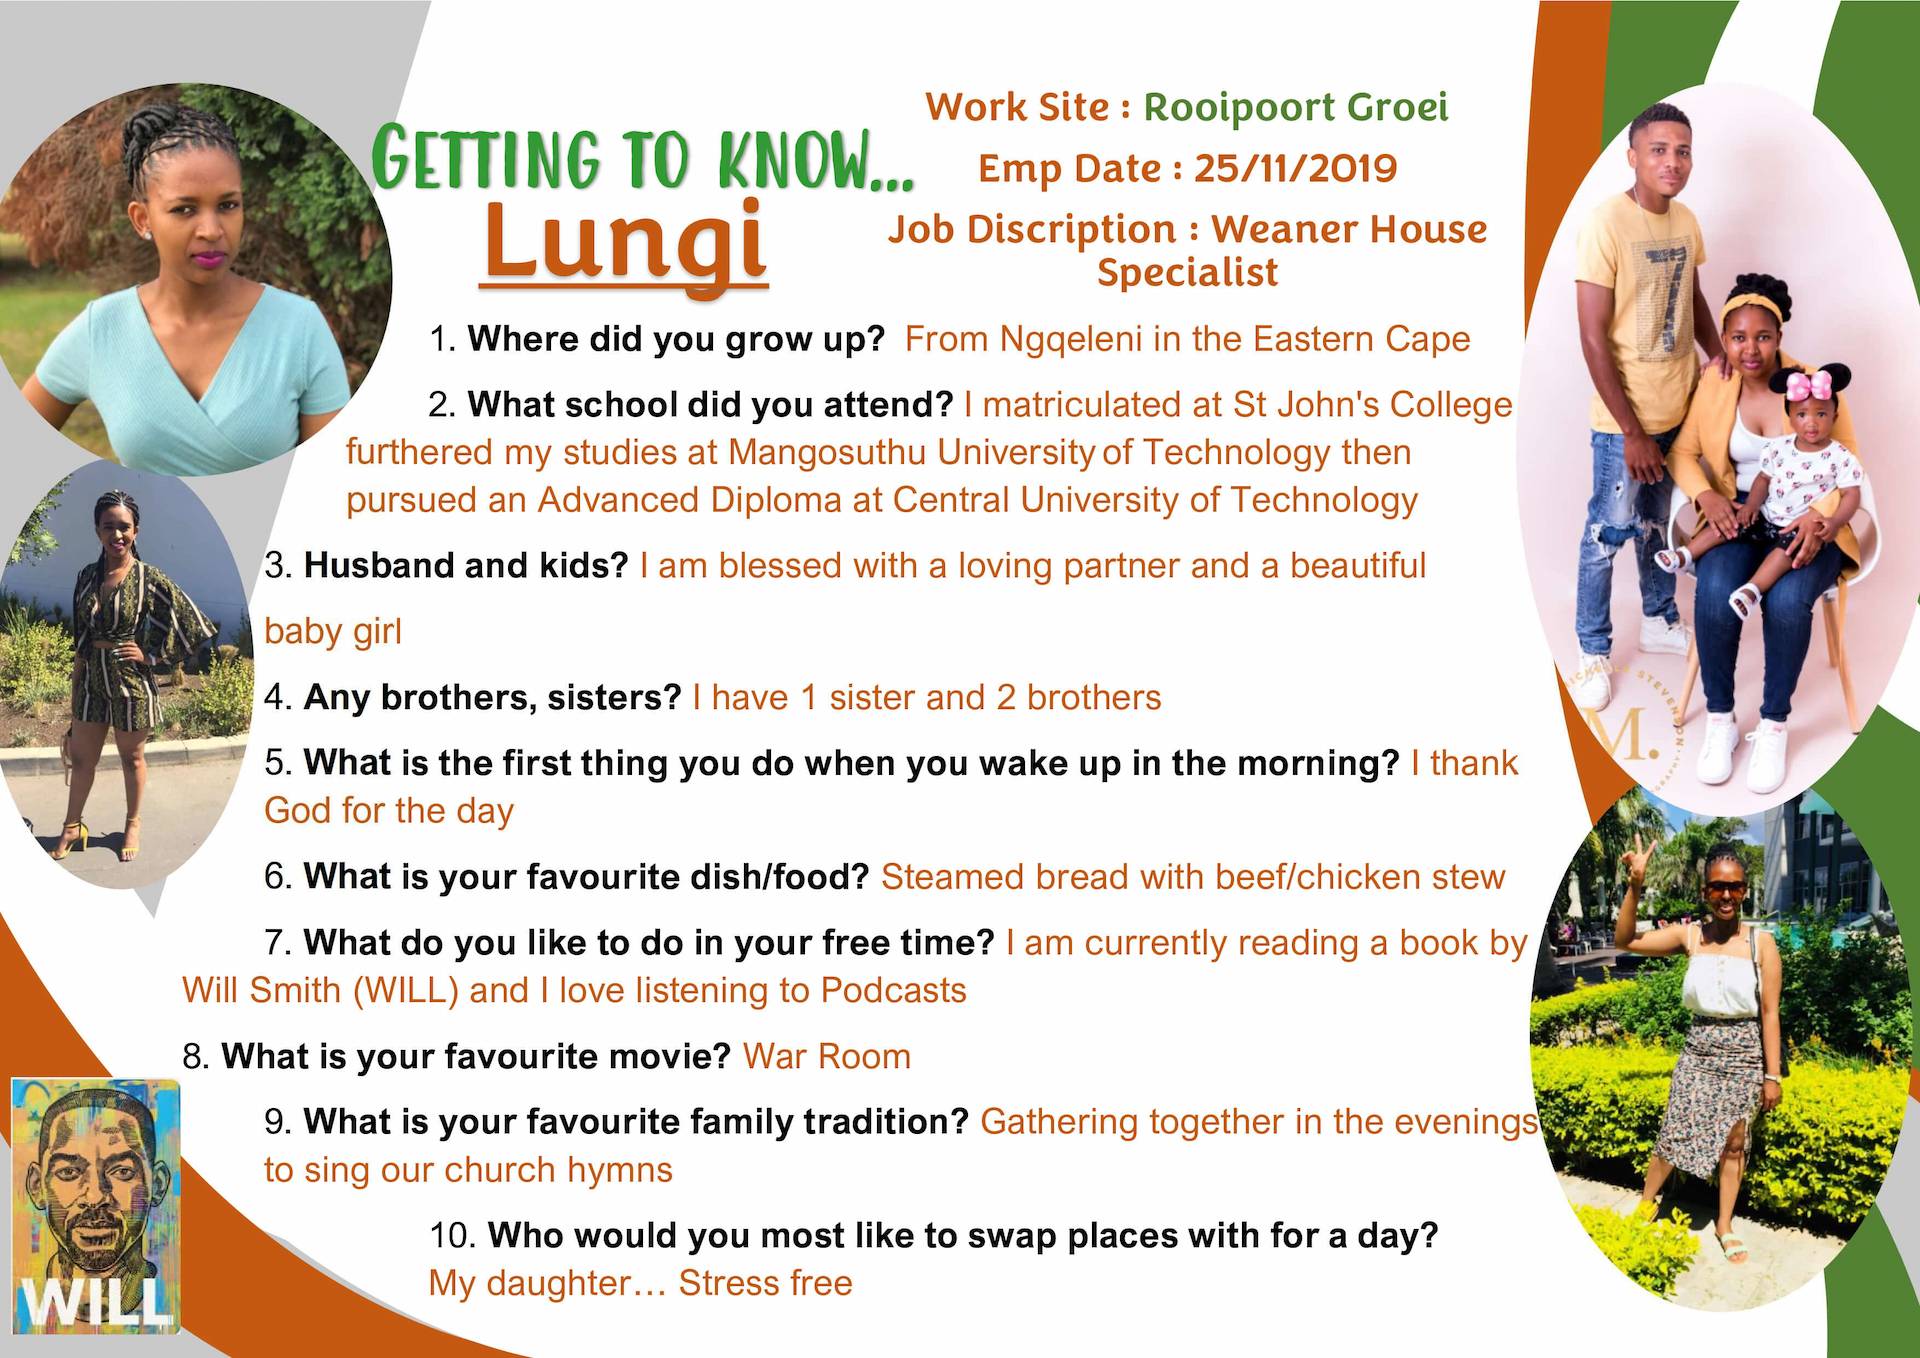 GETTING TO KNOW...
Lungi
Work Site : Rooipoort Groei
Emp Date : 25/11/2019
Job Discription : Weaner House
Specialist
1. Where did you grow up? From Ngqeleni in the Eastern Cape
2. What school did you attend? I matriculated at St John's College
furthered my studies at Mangosuthu University of Technology then
pursued an Advanced Diploma at Central University of Technology
3. Husband and kids? I am blessed with a loving partner and a beautiful
baby girl
4. Any brothers, sisters? I have 1 sister and 2 brothers
5. What is the first thing you do when you wake up in the morning? I thank
God for the day
6. What is your favourite dish/food? Steamed bread with beef/chicken stew
7. What do you like to do in your free time? I am currently reading a book by
Will Smith (WILL) and I love listening to Podcasts
8. What is your favourite movie? War Room
9. What is your favourite family tradition? Gathering together in the evenings
to sing our church hymns
10. Who would you most like to swap places with for a day?
My daughter… Stress free
WILL
7
M.